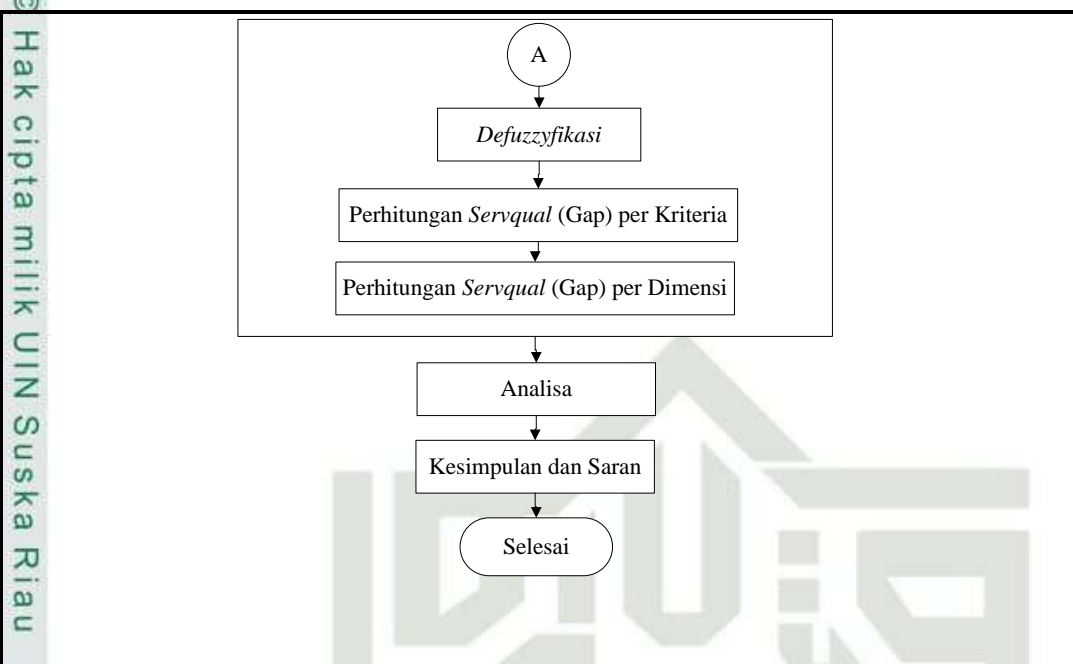 © Hak cipta milik UIN Suska Riau
A
Defuzzyfikasi
Perhitungan Servqual (Gap) per Kriteria
Perhitungan Servqual (Gap) per Dimensi
Analisa
Kesimpulan dan Saran
Selesai